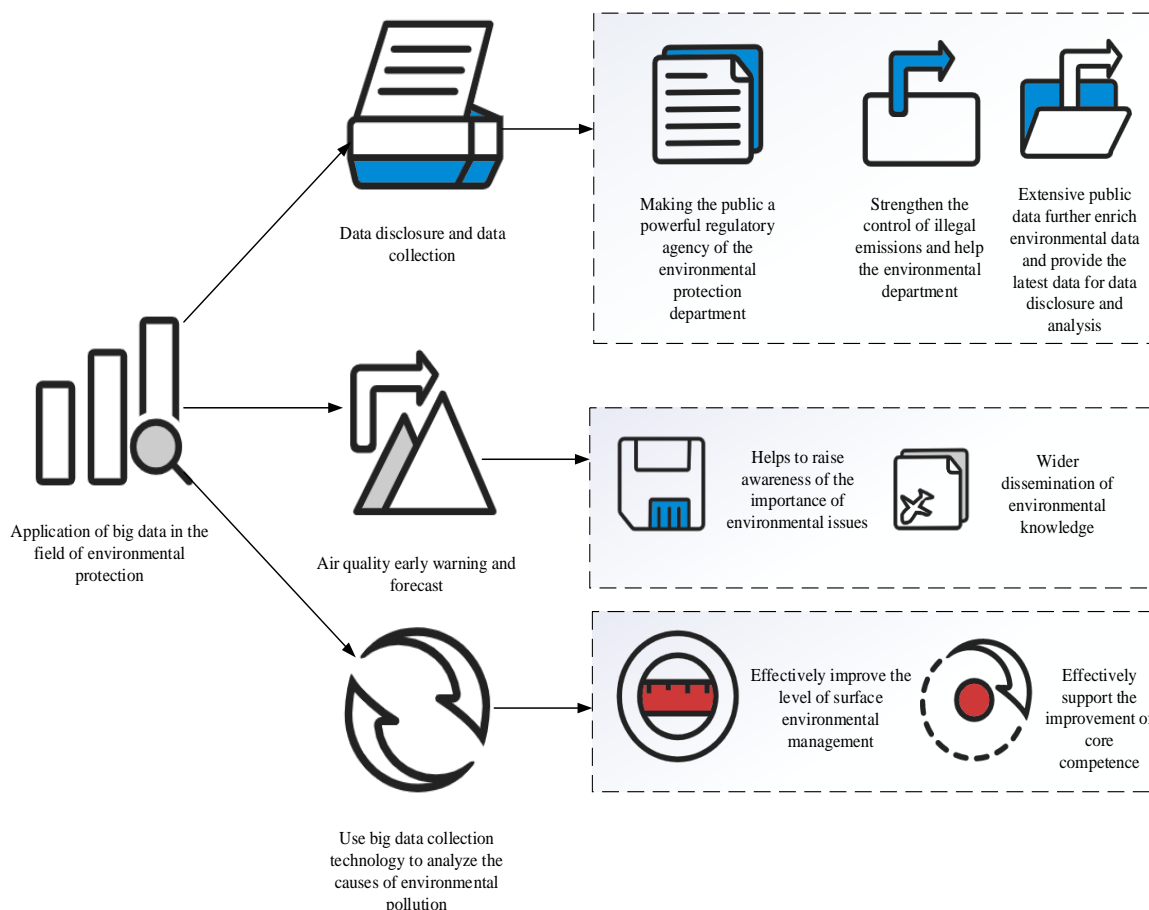 Data disclosure and data
collection
Making the public a
powerful regulatory
agency of the
environmental
protection
department
Strengthen the
control of illegal
emissions and help
the environmental
department
Extensive public
data further enrich
environmental data
and provide the
latest data for data
disclosure and
analysis
Application of big data in the
field of environmental
protection
Air quality early warning and
forecast
Helps to raise
awareness of the
importance of
environmental issues
Wider
dissemination of
environmental
knowledge
Use big data collection
technology to analyze the
causes of environmental
pollution
Effectively improve the
level of surface
environmental
management
Effectively
support the
improvement of
core
competence